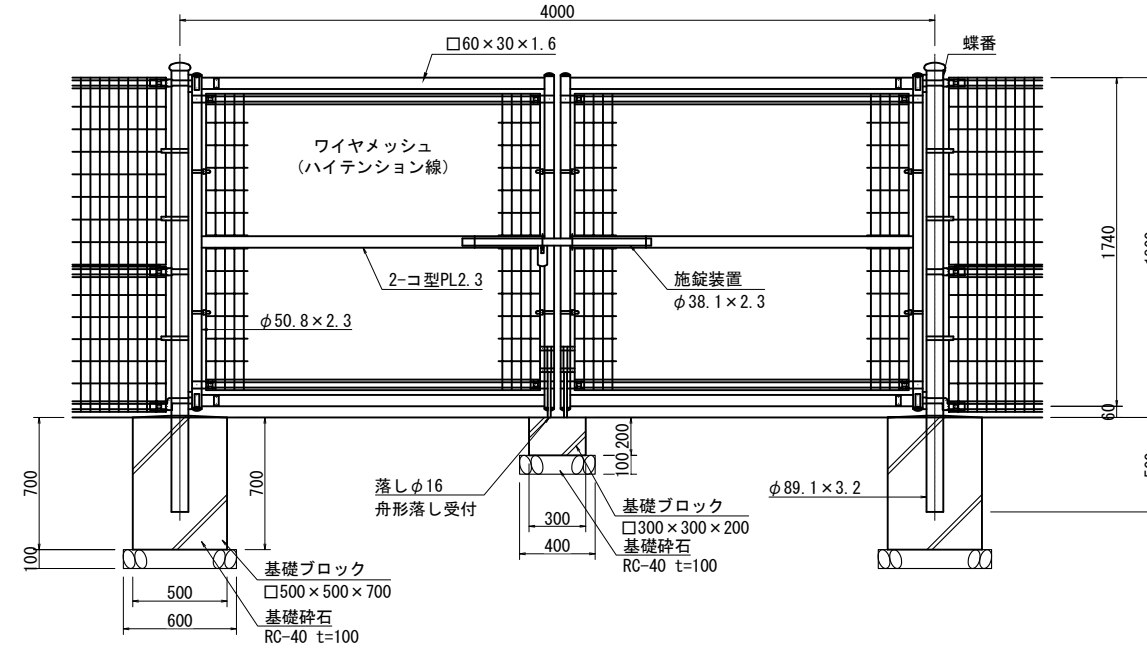 4000
□60×30×1.6
蝶番
ワイヤメッシュ
(ハイテンション線)
1740
2-コ型PL2.3
施錠装置
φ38.1×2.3
φ50.8×2.3
60
700
700
200
100
落しφ16
舟形落し受付
φ89.1×3.2
基礎ブロック
□300×300×200
基礎砕石
RC-40 t=100
300
400
100
基礎ブロック
□500×500×700
基礎砕石
RC-40 t=100
500
600